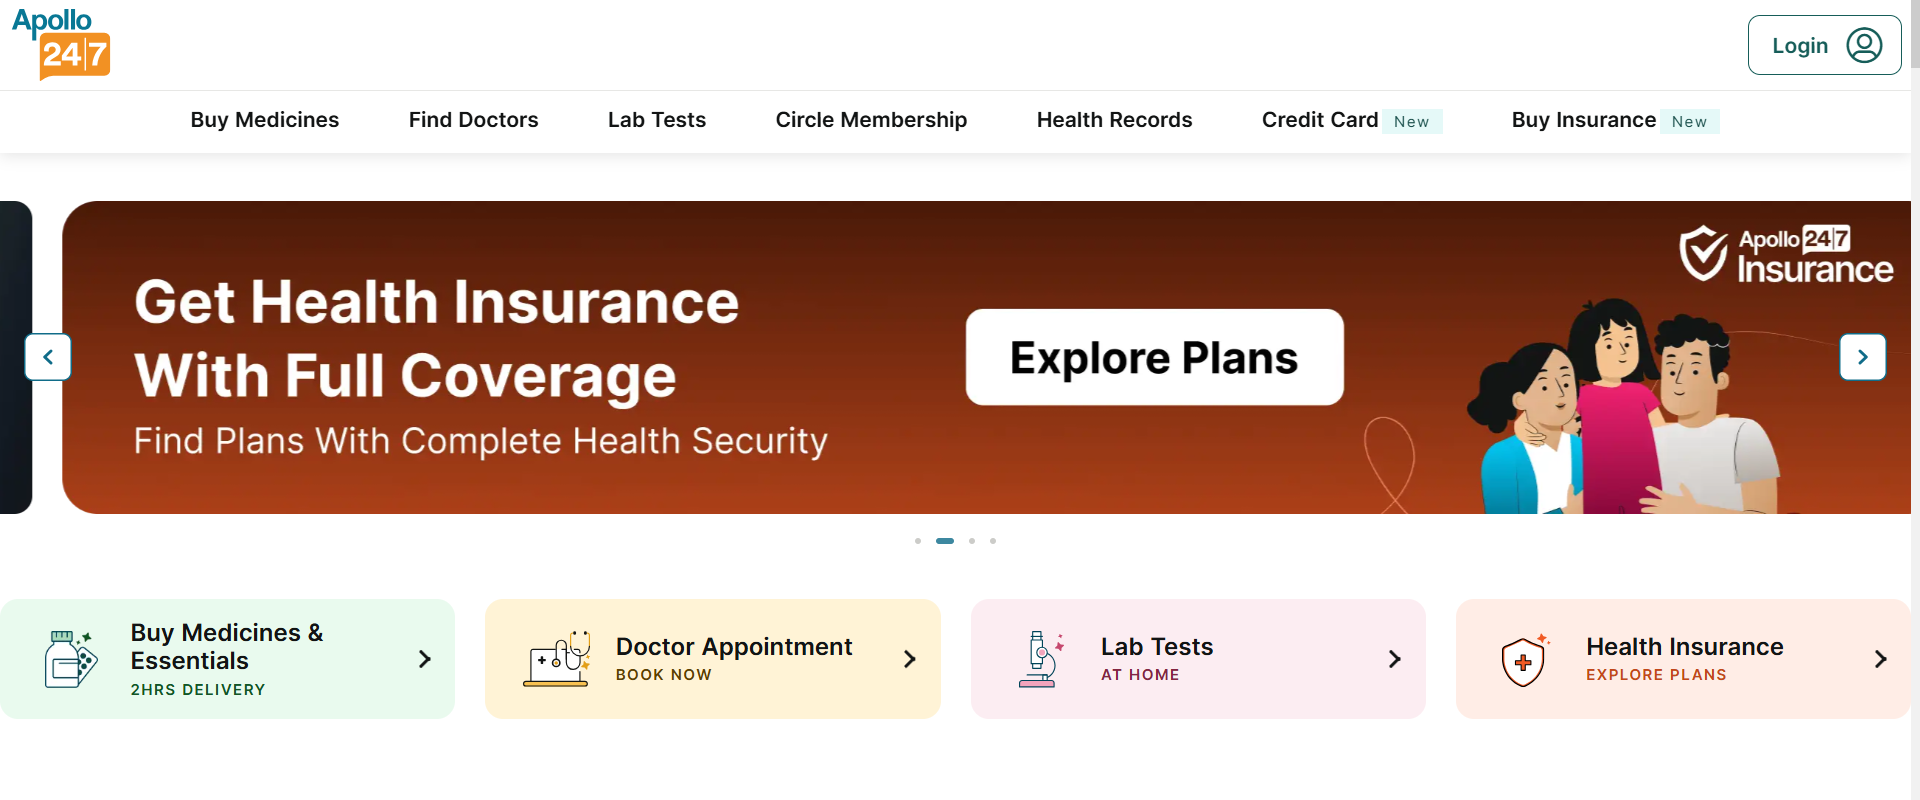 Apollo
24|7
Login
Buy Medicines
Find Doctors
Lab Tests
Circle Membership
Health Records
Credit Card New
Buy Insurance New
Get Health Insurance
With Full Coverage
Find Plans With Complete Health Security
Explore Plans
Apollo 24|7
Insurance
Buy Medicines &
Essentials
2HRS DELIVERY
Doctor Appointment
BOOK NOW
Lab Tests
AT HOME
Health Insurance
EXPLORE PLANS